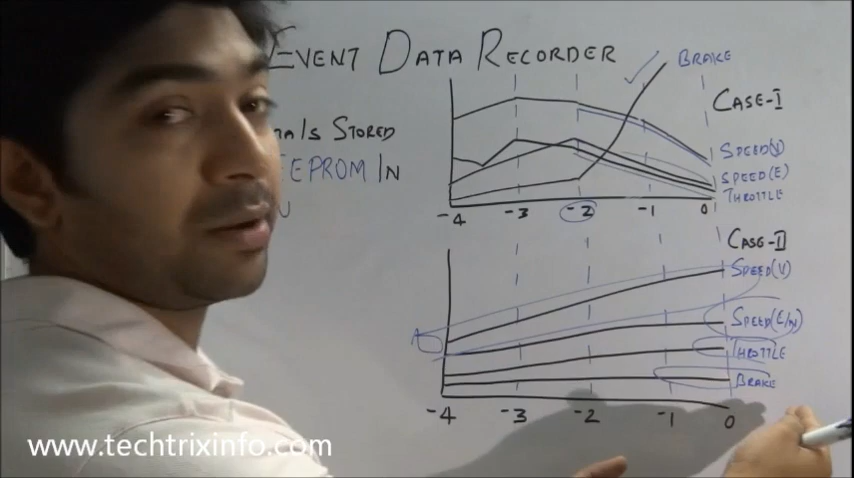 EVENT DATA RECORDER
BRAKE
CASE-I
STORED
EEPROM IN
SPEED(V)
SPEED(E)
THROTTLE
-4 -3 -2 -1 0
CASE-II
SPEED(V)
SPEED(E/N)
THROTTLE
BRAKE
-4 -3 -2 -1 0
www.techtrixinfo.com